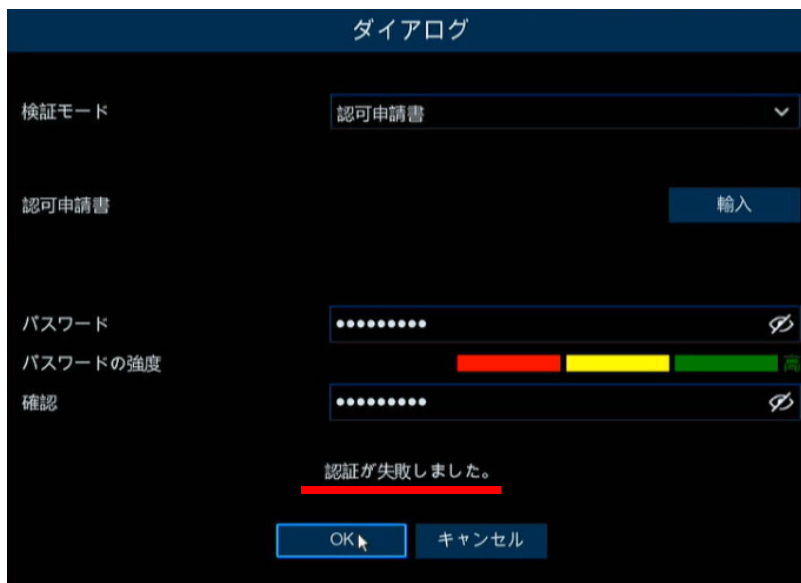 ダイアログ
検証モード
認可申請書
認可申請書
輸入
パスワード
•••••••••
パスワードの強度
高
確認
•••••••••
認証が失敗しました。
OK
キャンセル